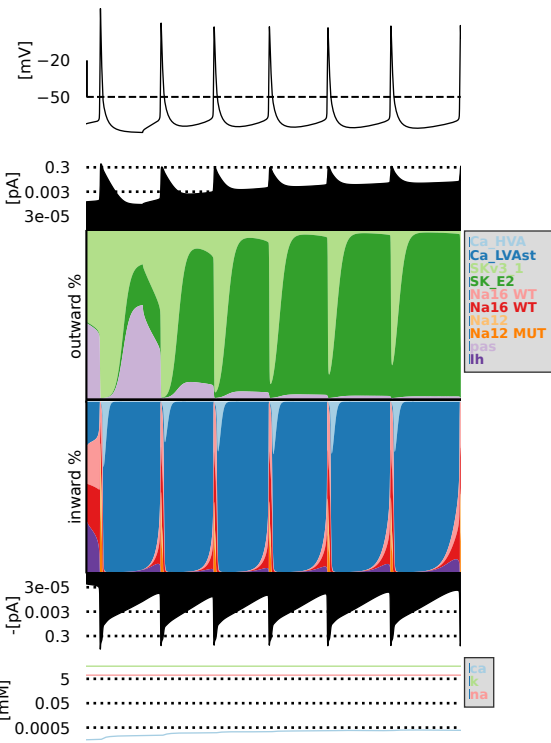 [mV]
−20
−50
[pA]
0.3
0.003
3e-05
outward %
Ca_HVA
Ca_LVAst
SKv3_1
SK_E2
Na16 WT
Na16 WT
Na12
Na12 MUT
pas
Ih
inward %
-[pA]
3e-05
0.003
0.3
[mM]
5
0.05
0.0005
ca
k
na